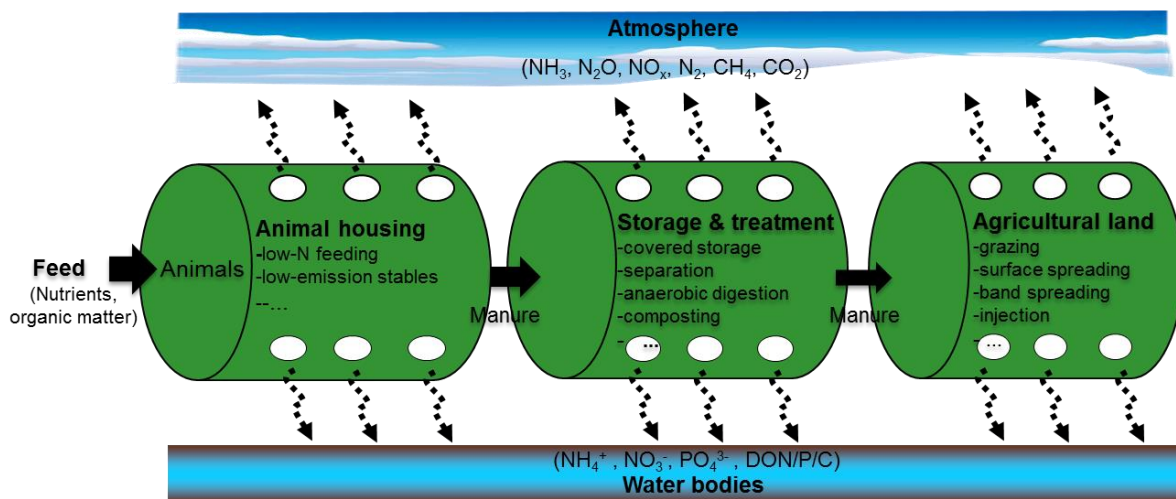 Atmosphere
(NH₃, N₂O, NOₓ, N₂, CH₄, CO₂)
Feed
(Nutrients,
organic matter)
Animals
Animal housing
-low-N feeding
-low-emission stables
--...
Manure
Storage & treatment
-covered storage
-separation
-anaerobic digestion
-composting
- ...
Manure
Agricultural land
-grazing
-surface spreading
-band spreading
-injection
- ...
(NH₄⁺ , NO₃⁻, PO₄³⁻ , DON/P/C)
Water bodies